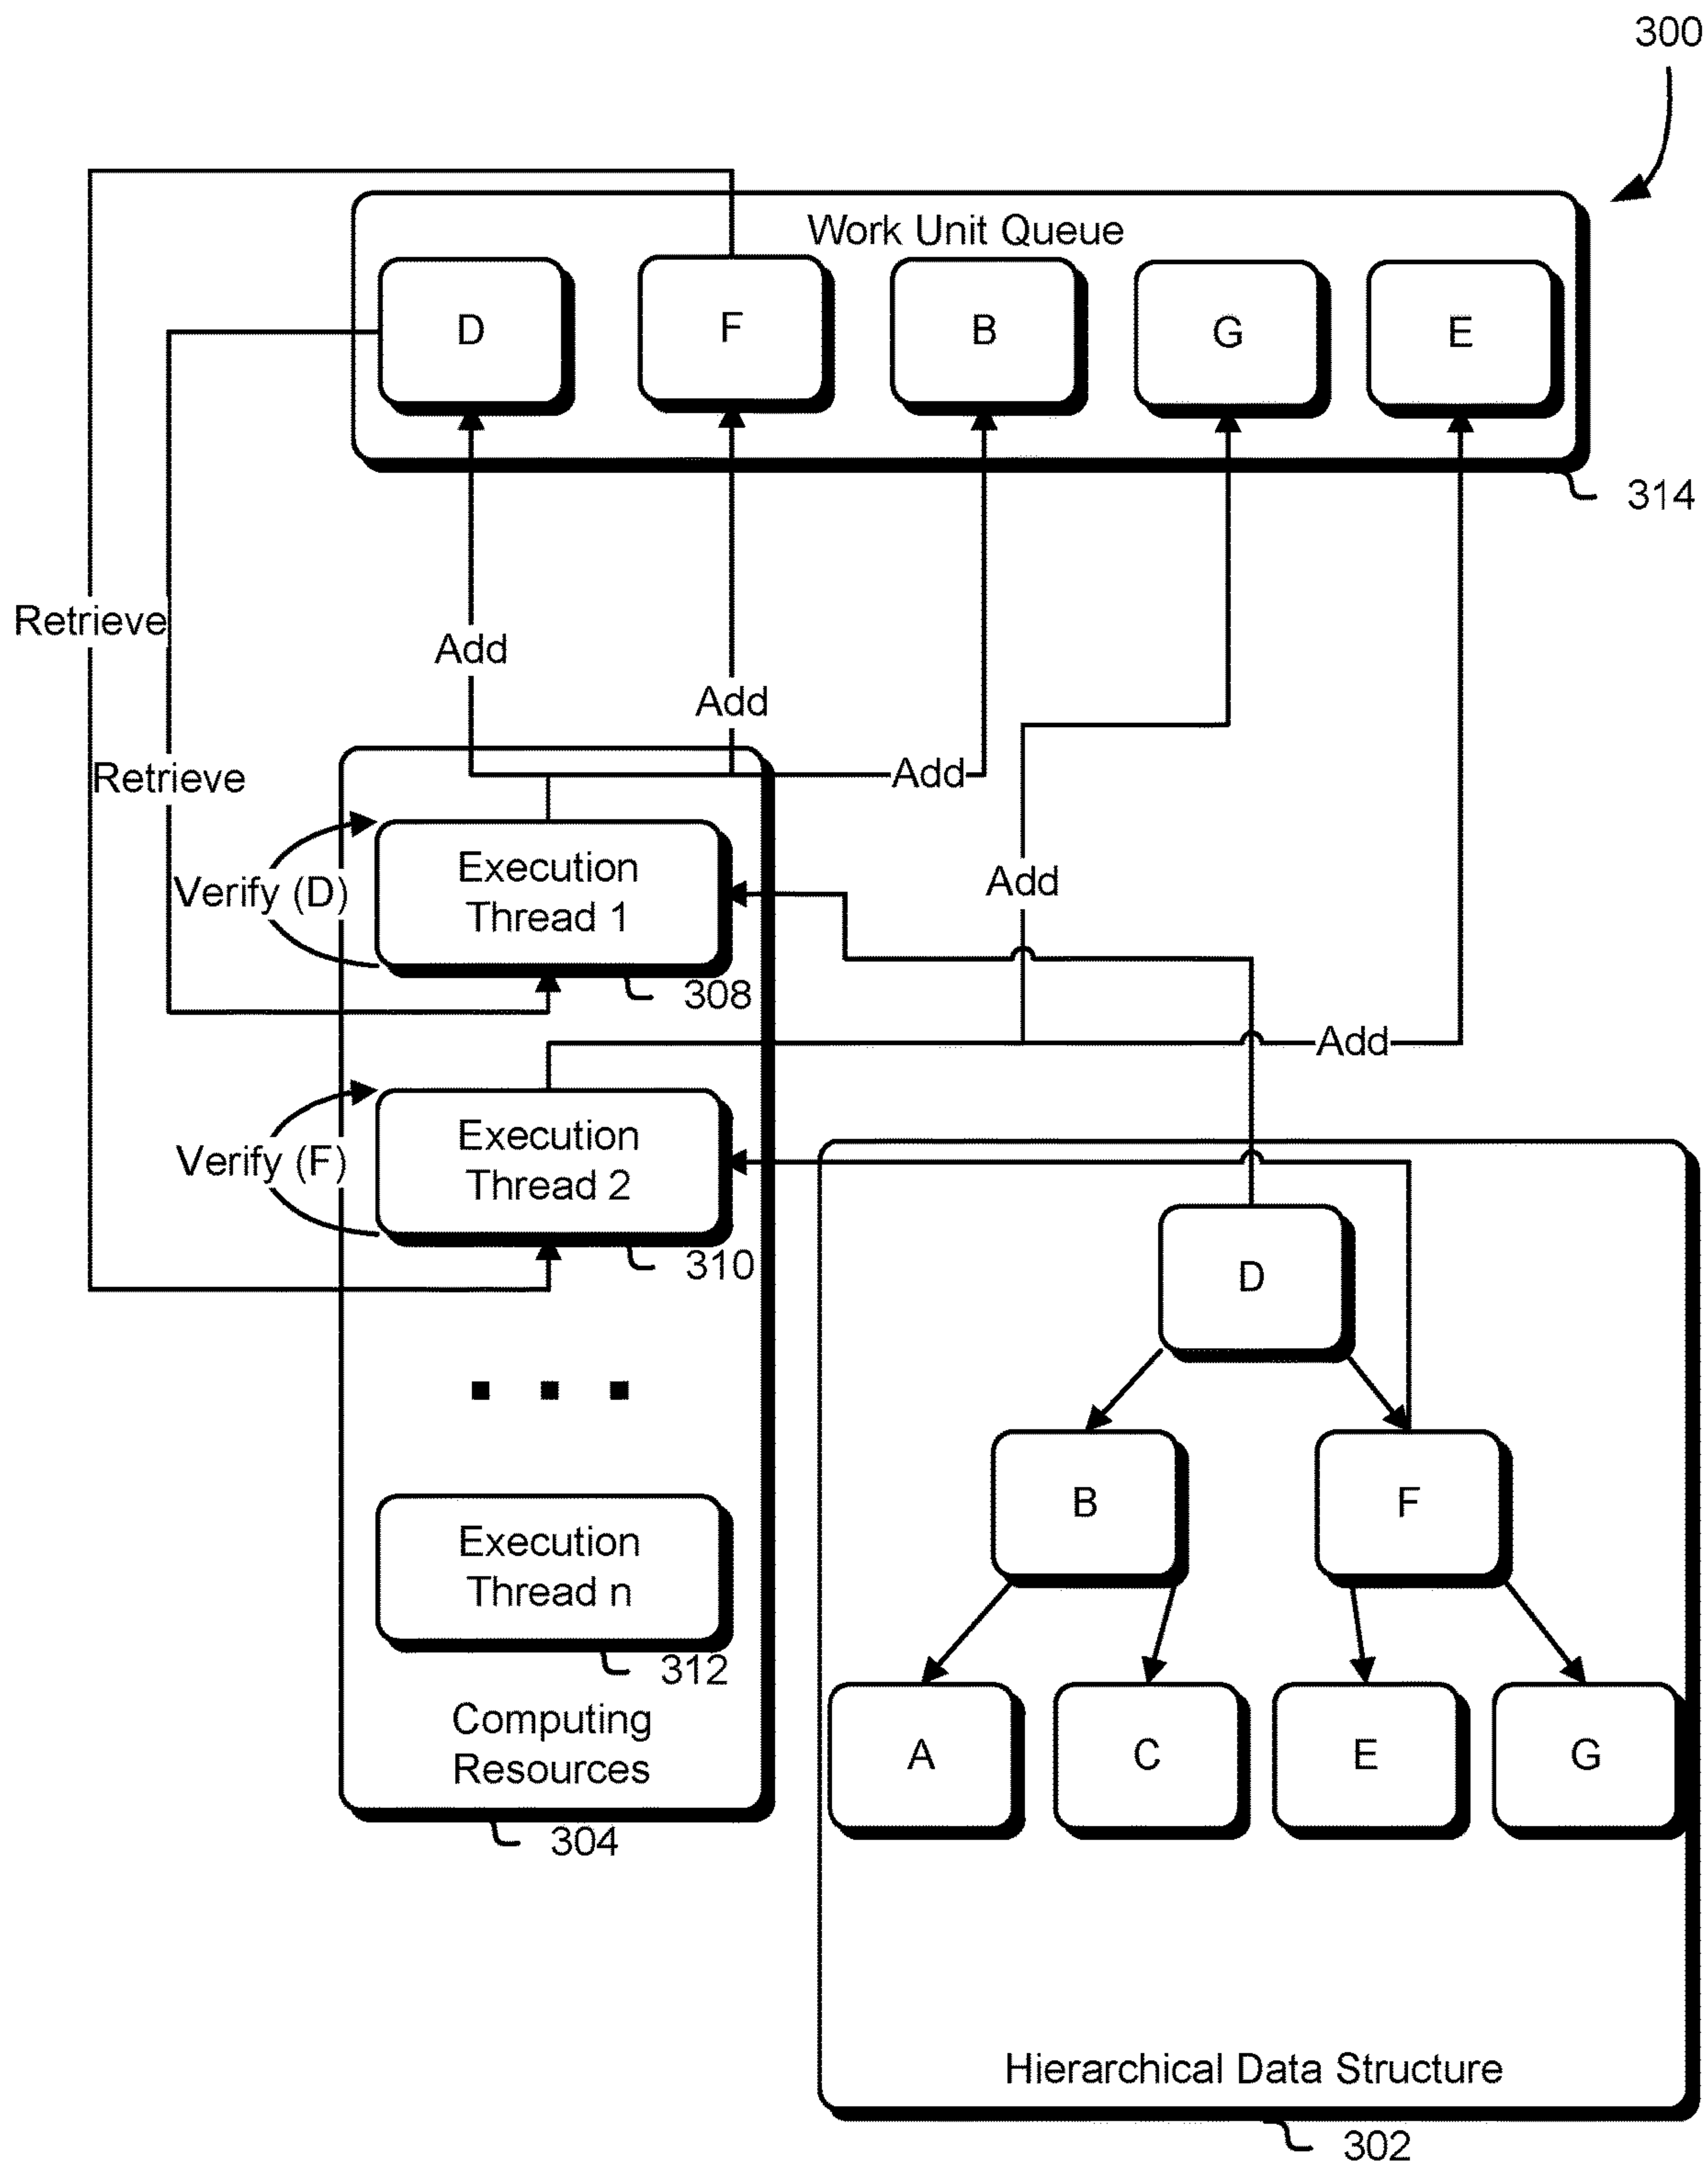 300
Work Unit Queue
D
F
B
G
E
314
Retrieve
Add
Add
Retrieve
Add
Execution
Thread 1
Verify (D)
Add
308
Add
Execution
Thread 2
Verify (F)
310
D
B
F
Execution
Thread n
312
Computing
Resources
304
A
C
E
G
Hierarchical Data Structure
302